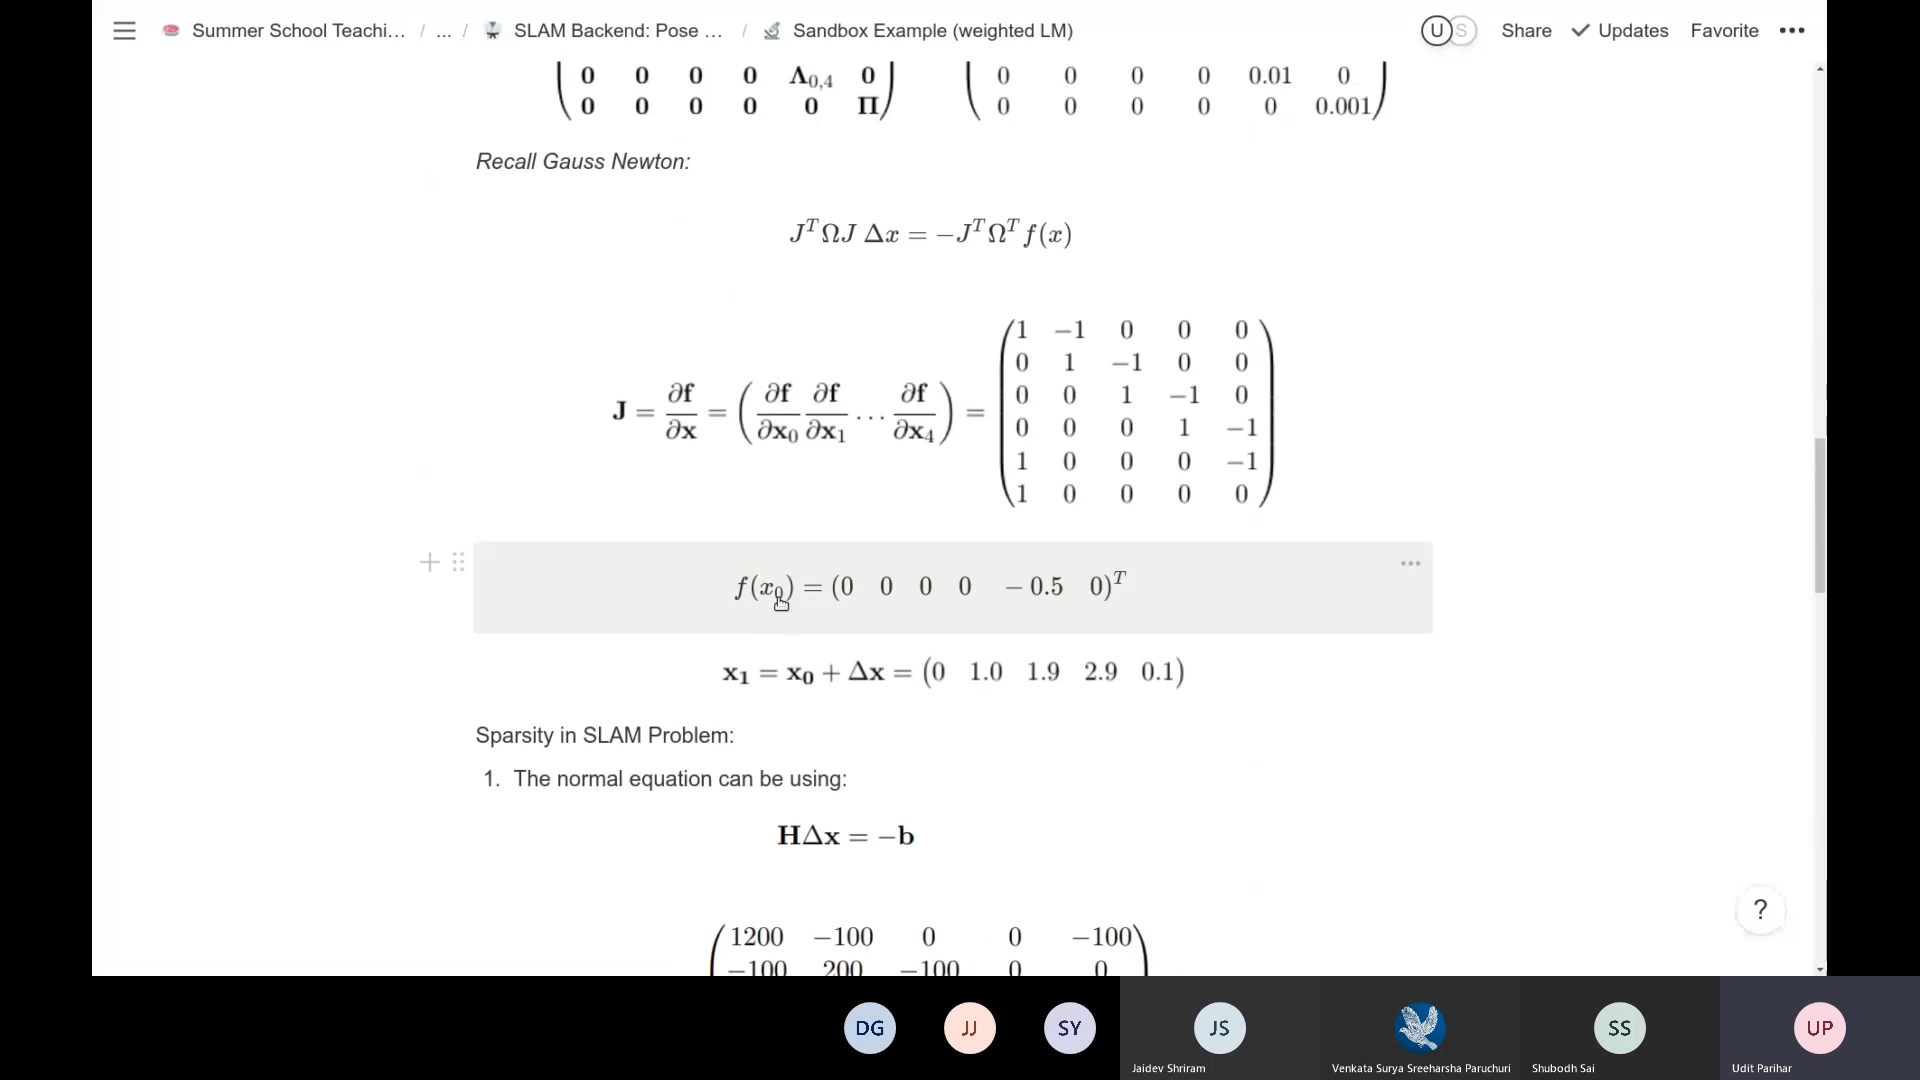 Summer School Teachi... / ... / SLAM Backend: Pose ... / Sandbox Example (weighted LM) U S Share ✓ Updates Favorite •••
0 0 0 0 Λ0,4 0 0 0 0 0 0.01 0
0 0 0 0 0 Π 0 0 0 0 0 0.001
Recall Gauss Newton:
J^T Ω J Δx = −J^T Ω^T f(x)
J = ∂f/∂x = (∂f/∂x0 ∂f/∂x1 ... ∂f/∂x4) =
1 −1 0 0 0
0 1 −1 0 0
0 0 1 −1 0
0 0 0 1 −1
1 0 0 0 −1
1 0 0 0 0
f(x0) = (0 0 0 0 − 0.5 0)^T
x1 = x0 + Δx = (0 1.0 1.9 2.9 0.1)
Sparsity in SLAM Problem:
1. The normal equation can be using:
HΔx = −b
?
1200 −100 0 0 −100
−100 200 −100 0 0
DG JJ SY JS SS UP
Jaidev Shriram Venkata Surya Sreeharsha Paruchuri Shubodh Sai Udit Parihar